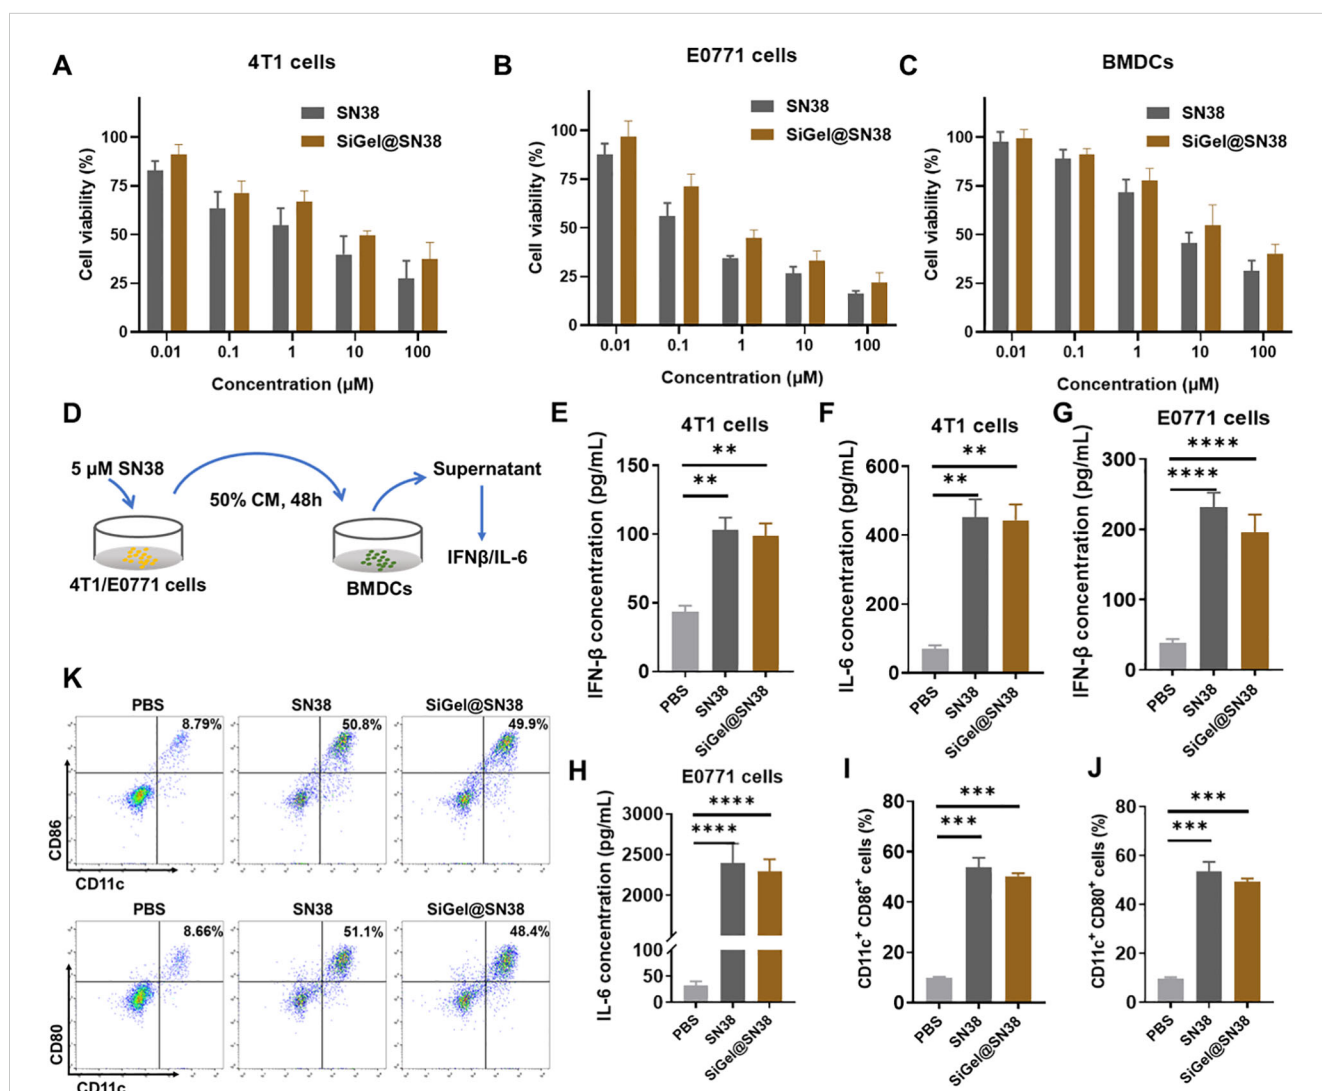 A
4T1 cells
SN38
SiGel@SN38
Cell viability (%)
100
75
50
25
0
0.01 0.1 1 10 100
Concentration (μM)
B
E0771 cells
SN38
SiGel@SN38
Cell viability (%)
100
75
50
25
0
0.01 0.1 1 10 100
Concentration (μM)
C
BMDCs
SN38
SiGel@SN38
Cell viability (%)
100
75
50
25
0
0.01 0.1 1 10 100
Concentration (μM)
D
5 μM SN38
50% CM, 48h
Supernatant
IFNβ/IL-6
4T1/E0771 cells
BMDCs
E
4T1 cells
IFN-β concentration (pg/mL)
150
100
50
0
**
**
PBS
SN38
SiGel@SN38
F
4T1 cells
IL-6 concentration (pg/mL)
600
400
200
0
**
**
PBS
SN38
SiGel@SN38
G
E0771 cells
IFN-β concentration (pg/mL)
300
200
100
0
****
****
PBS
SN38
SiGel@SN38
H
E0771 cells
IL-6 concentration (pg/mL)
3000
2500
2000
100
50
0
****
****
PBS
SN38
SiGel@SN38
I
CD11c⁺ CD86⁺ cells (%)
80
60
40
20
0
***
***
PBS
SN38
SiGel@SN38
J
CD11c⁺ CD80⁺ cells (%)
80
60
40
20
0
***
***
PBS
SN38
SiGel@SN38
K
PBS
SN38
SiGel@SN38
8.79%
50.8%
49.9%
CD86
CD11c
PBS
SN38
SiGel@SN38
8.66%
51.1%
48.4%
CD80
CD11c